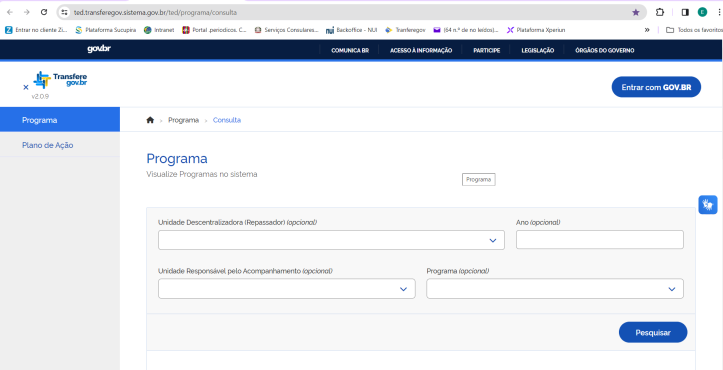 ted.transferegov.sistema.gov.br/ted/programa/consulta
Entrar no cliente Zi... Plataforma Sucupira Intranet Portal .periodicos. C... Serviços Consulares... Backoffice - NUI Tranferegov (64 n.º de no leídos)... Plataforma Xperiun » Todos os favoritos
govbr COMUNICA BR ACESSO À INFORMAÇÃO PARTICIPE LEGISLAÇÃO ÓRGÃOS DO GOVERNO
Transfere
gov.br
v2.0.9
Entrar com GOV.BR
Programa
Plano de Ação
Programa > Consulta
Programa
Visualize Programas no sistema
Programa
Unidade Descentralizadora (Repassador) (opcional) Ano (opcional)
Unidade Responsável pelo Acompanhamento (opcional) Programa (opcional)
Pesquisar